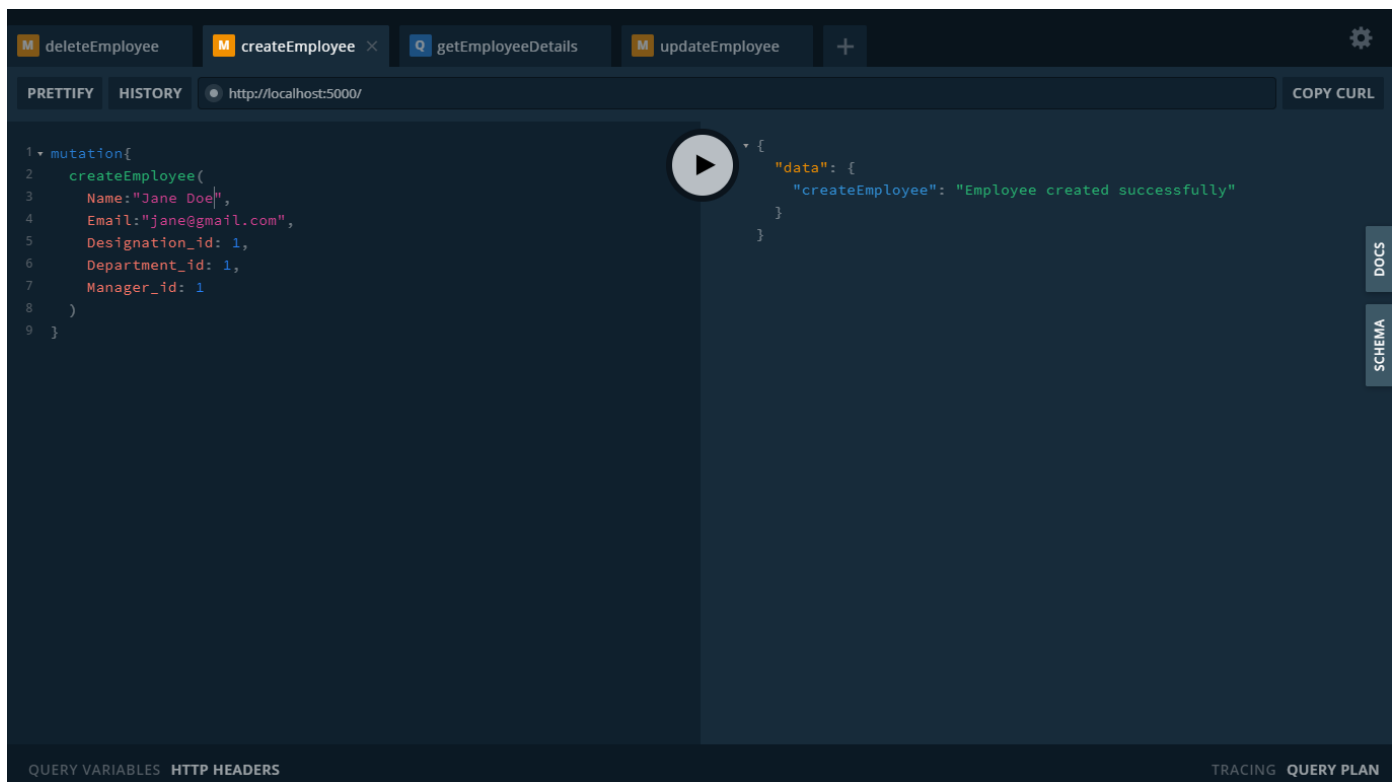 M deleteEmployee M createEmployee × Q getEmployeeDetails M updateEmployee +
PRETTIFY HISTORY http://localhost:5000/ COPY CURL
1 mutation{
2 createEmployee(
3 Name:"Jane Doe",
4 Email:"jane@gmail.com",
5 Designation_id: 1,
6 Department_id: 1,
7 Manager_id: 1
8 )
9 }
{
"data": {
"createEmployee": "Employee created successfully"
}
}
DOCS
SCHEMA
QUERY VARIABLES HTTP HEADERS TRACING QUERY PLAN